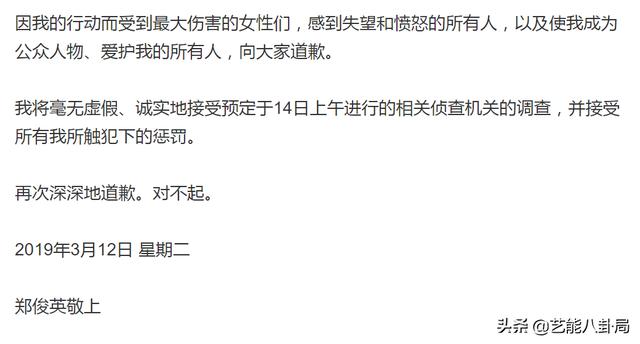 因我的行动而受到最大伤害的女性们，感到失望和愤怒的所有人，以及使我成为
公众人物、爱护我的所有人，向大家道歉。
我将毫无虚假、诚实地接受预定于14日上午进行的相关侦查机关的调查，并接受
所有我所触犯下的惩罚。
再次深深地道歉。对不起。
2019年3月12日 星期二
郑俊英敬上
头条 @艺能八卦局